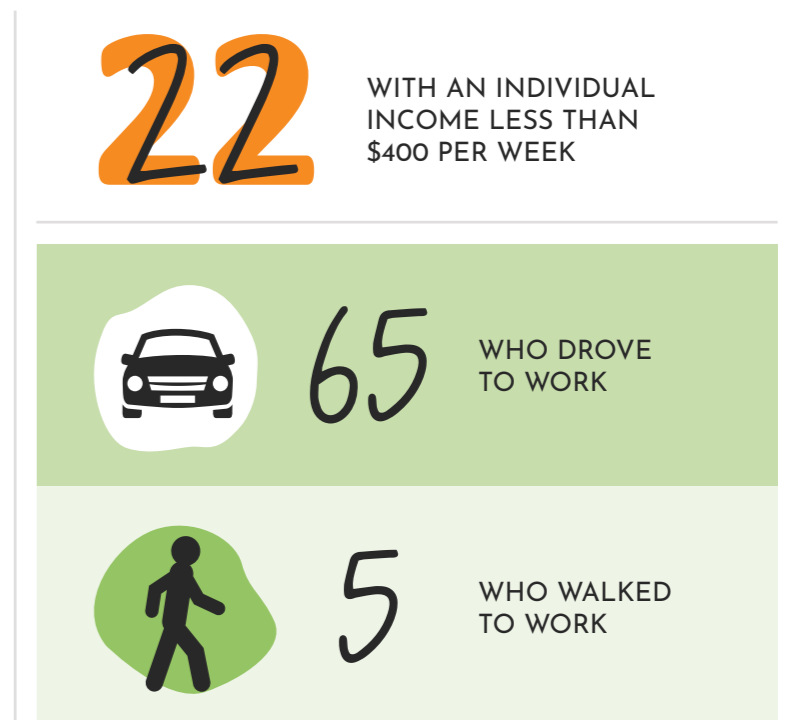 22
WITH AN INDIVIDUAL
INCOME LESS THAN
$400 PER WEEK
65
WHO DROVE
TO WORK
5
WHO WALKED
TO WORK